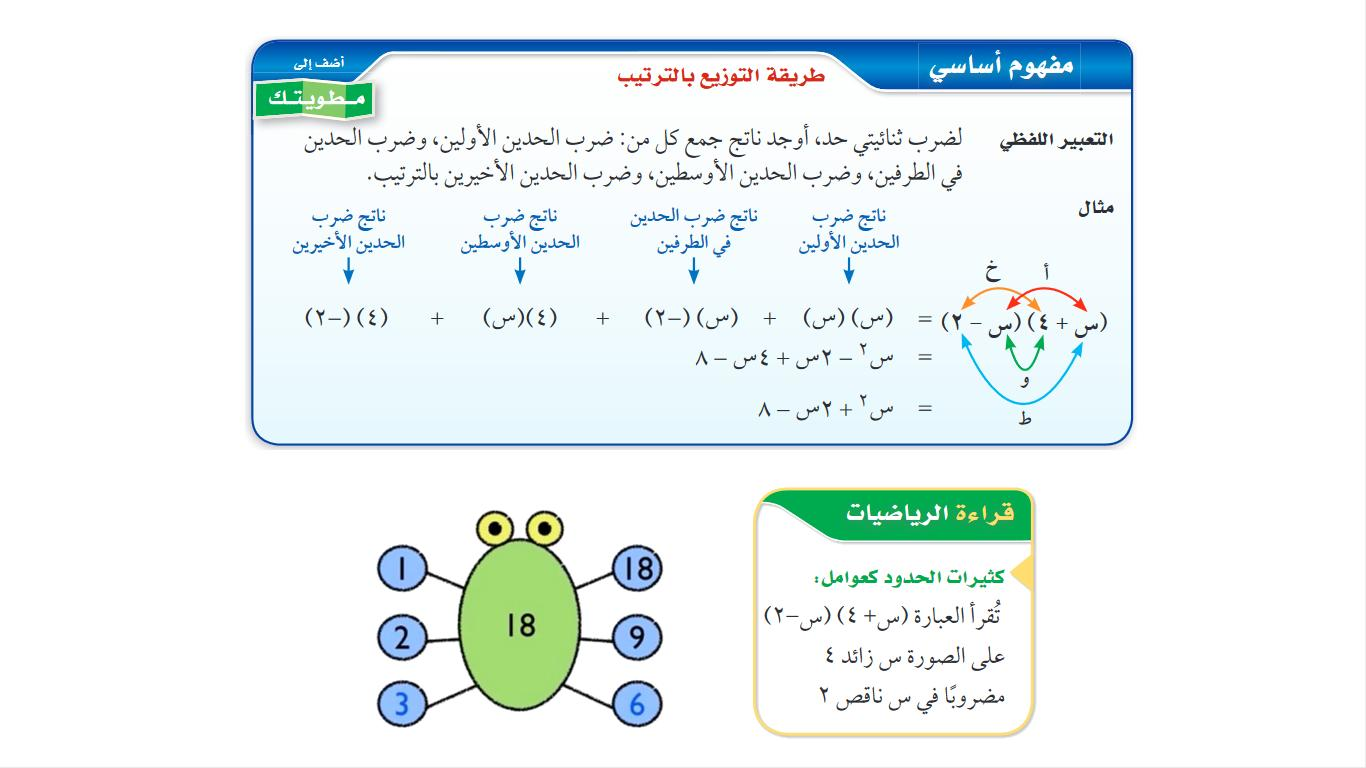 مفهوم أساسي
طريقة التوزيع بالترتيب
أضف إلى
مـطويتـك
التعبير اللفظي
لضرب ثنائيتي حد، أوجد ناتج جمع كل من: ضرب الحدين الأولين، وضرب الحدين
في الطرفين، وضرب الحدين الأوسطين، وضرب الحدين الأخيرين بالترتيب.
مثال
ناتج ضرب
الحدين الأولين
ناتج ضرب الحدين
في الطرفين
ناتج ضرب
الحدين الأوسطين
ناتج ضرب
الحدين الأخيرين
أ
خ
(س + ٤)(س – ٢) = (س) (س) + (س) (–٢) + (٤)(س) + (٤) (–٢)
و
ط
= س٢ – ٢س + ٤س – ٨
= س٢ + ٢س – ٨
قراءة الرياضيات
كثيرات الحدود كعوامل:
تُقرأ العبارة (س+ ٤) (س–٢)
على الصورة س زائد ٤
مضروبًا في س ناقص ٢
18
1
18
2
9
3
6